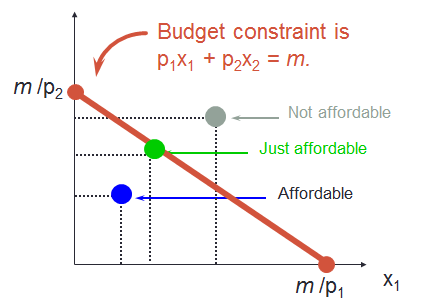 Budget constraint is
p₁x₁ + p₂x₂ = m.
m /p₂
Not affordable
Just affordable
Affordable
m /p₁
x₁